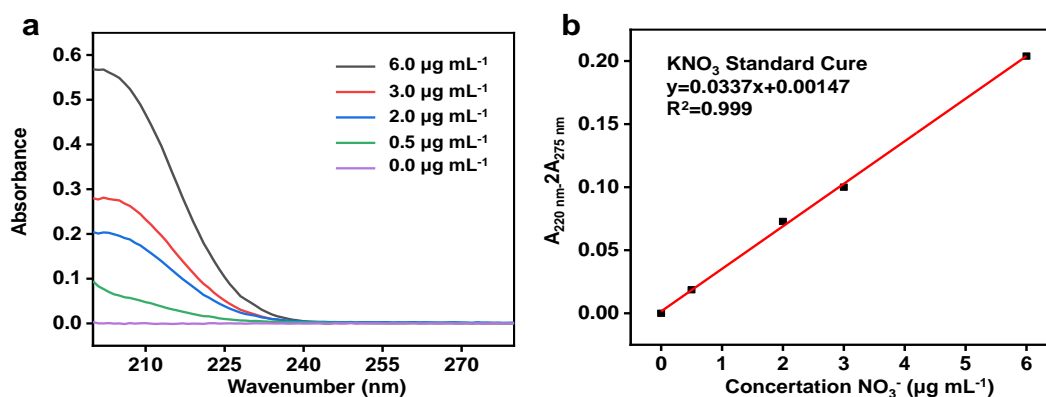 a
Absorbance
0.6
0.5
0.4
0.3
0.2
0.1
0.0
6.0 µg mL⁻¹
3.0 µg mL⁻¹
2.0 µg mL⁻¹
0.5 µg mL⁻¹
0.0 µg mL⁻¹
210 225 240 255 270
Wavenumber (nm)
b
A220 nm-2A275 nm
0.20
0.15
0.10
0.05
0.00
KNO₃ Standard Cure
y=0.0337x+0.00147
R²=0.999
0 1 2 3 4 5 6
Concertation NO₃⁻ (µg mL⁻¹)